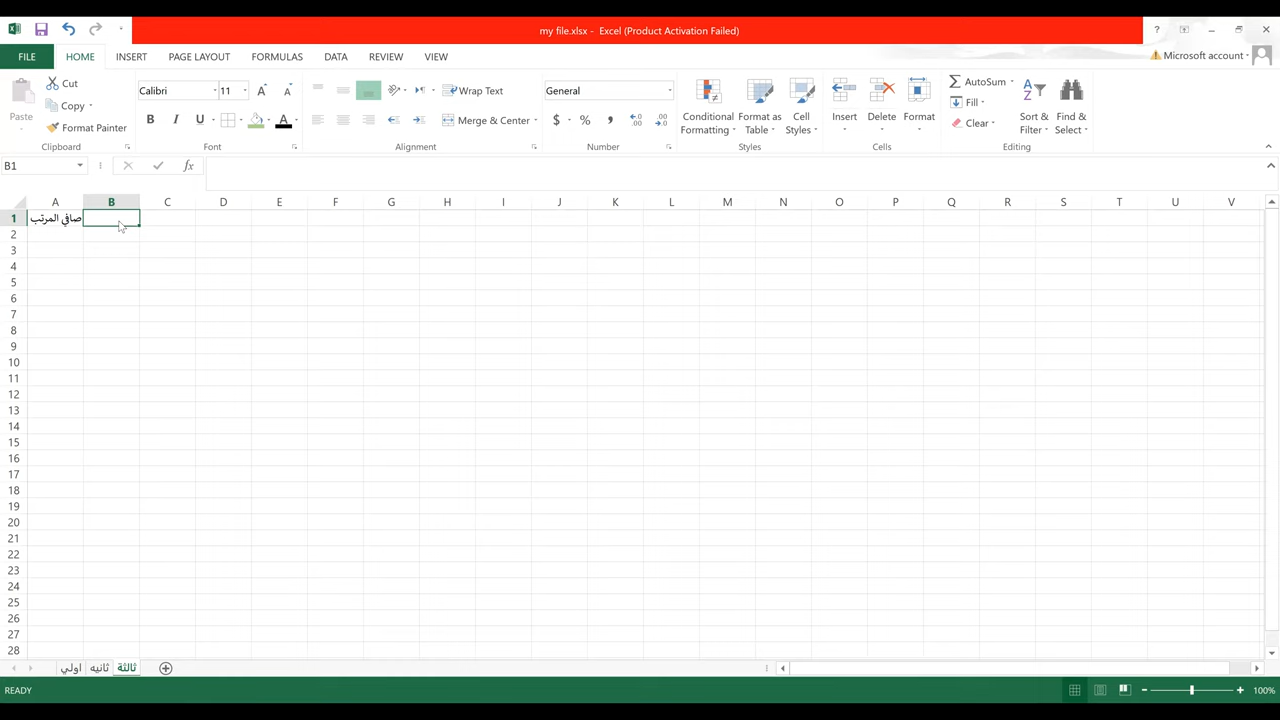 my file.xlsx - Excel (Product Activation Failed)
FILE HOME INSERT PAGE LAYOUT FORMULAS DATA REVIEW VIEW Microsoft account
Paste
Cut
Copy
Format Painter
Clipboard
Calibri
B I U A
Font
Wrap Text
Merge & Center
Alignment
General
$ % ,
Number
Conditional Formatting
Format as Table
Cell Styles
Styles
Insert
Delete
Format
Cells
AutoSum
Fill
Clear
Sort & Filter
Find & Select
Editing
B1 fx
A B C D E F G H I J K L M N O P Q R S T U V
1 صافي المرتب
2
3
4
5
6
7
8
9
10
11
12
13
14
15
16
17
18
19
20
21
22
23
24
25
26
27
28
اولي ثانيه ثالثة
READY 100%